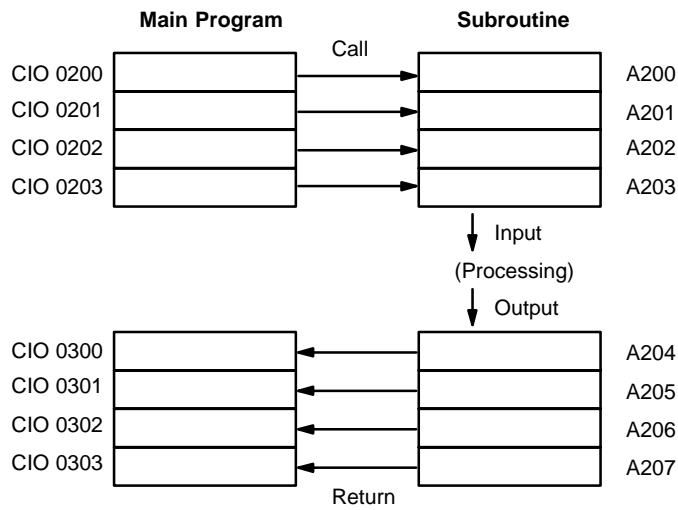 Main Program Subroutine
Call
CIO 0200 A200
CIO 0201 A201
CIO 0202 A202
CIO 0203 A203
Input
(Processing)
Output
CIO 0300 A204
CIO 0301 A205
CIO 0302 A206
CIO 0303 A207
Return